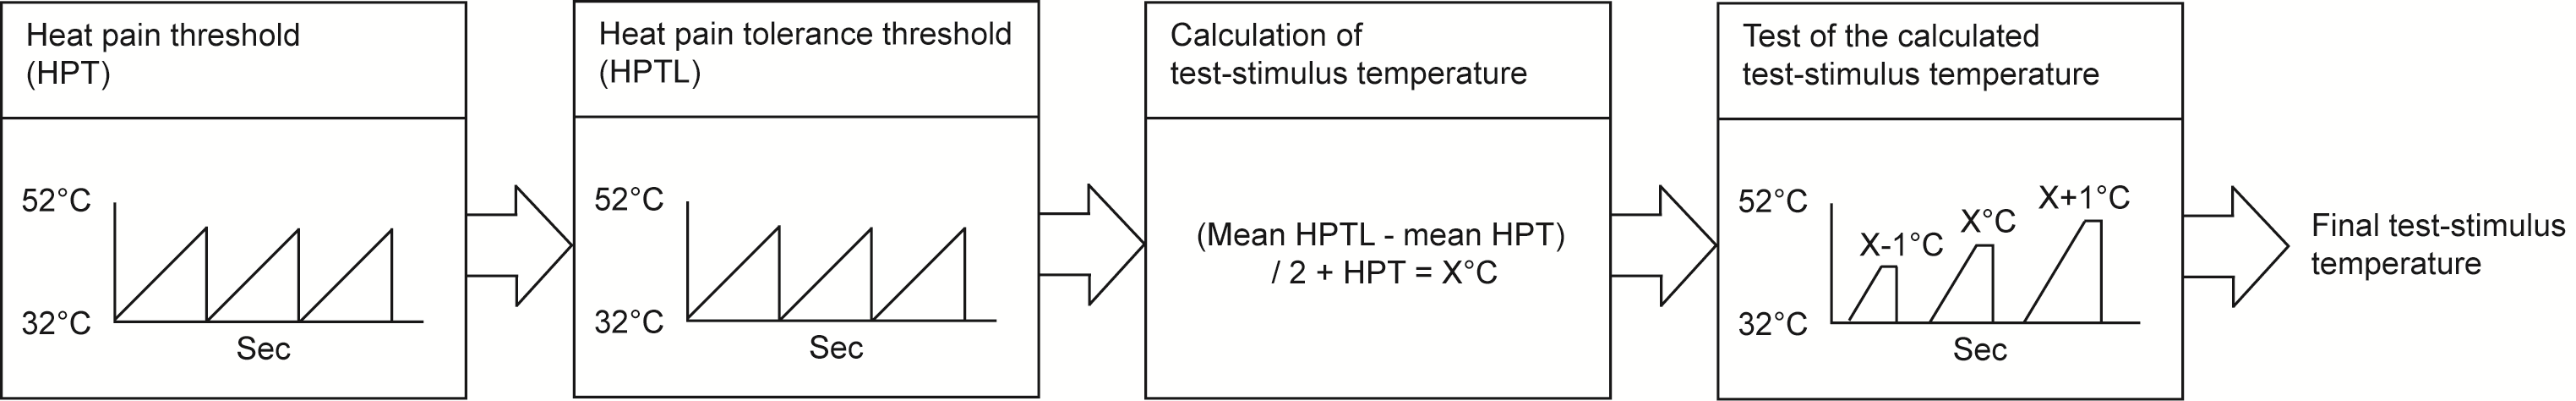 Heat pain threshold
(HPT)
52°C
32°C
Sec
Heat pain tolerance threshold
(HPTL)
52°C
32°C
Sec
Calculation of
test-stimulus temperature
(Mean HPTL - mean HPT)
/ 2 + HPT = X°C
Test of the calculated
test-stimulus temperature
52°C
X-1°C
X°C
X+1°C
32°C
Sec
Final test-stimulus
temperature